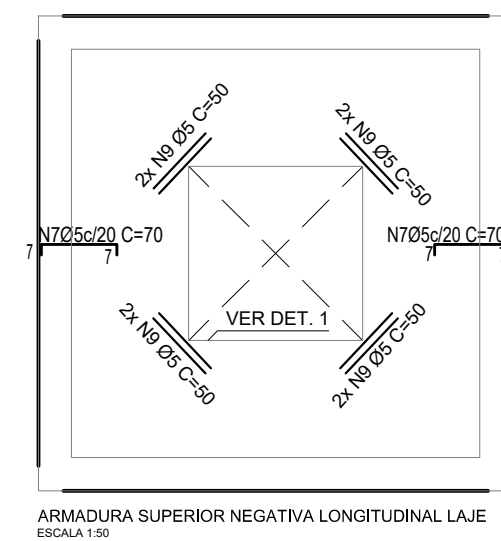 2x N9 Ø5 C=50
2x N9 Ø5 C=50
N7Ø5c/20 C=70
7
7
N7Ø5c/20 C=70
7
VER DET. 1
2x N9 Ø5 C=50
2x N9 Ø5 C=50
ARMADURA SUPERIOR NEGATIVA LONGITUDINAL LAJE
ESCALA 1:50